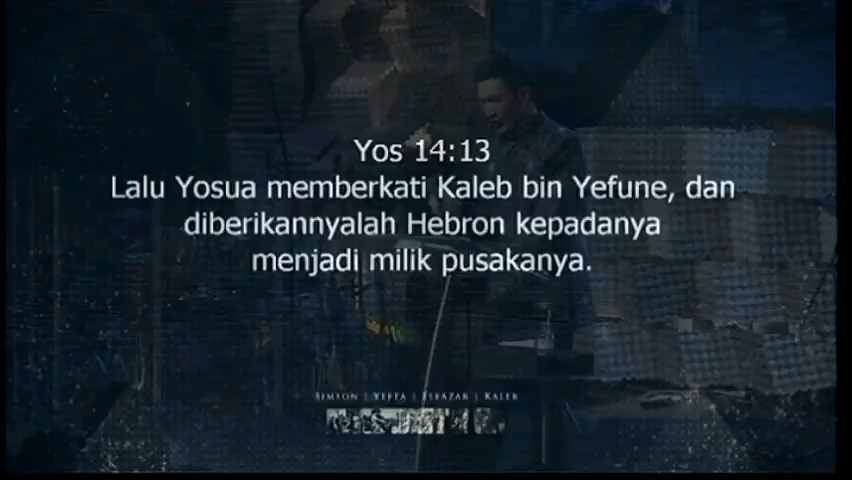 Yos 14:13
Lalu Yosua memberkati Kaleb bin Yefune, dan
diberikannyalah Hebron kepadanya
menjadi milik pusakanya.
SIMSON | YEFTA | ELEAZAR | KALEB